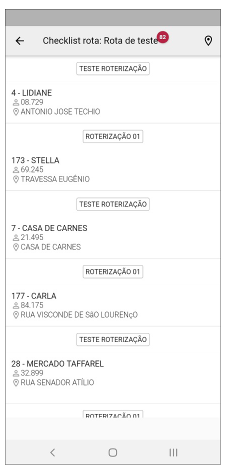 Checklist rota: Rota de teste 82
TESTE ROTERIZAÇÃO
4 - LIDIANE
08.729
ANTONIO JOSE TECHIO
ROTERIZAÇÃO 01
173 - STELLA
69.245
TRAVESSA EUGÊNIO
TESTE ROTERIZAÇÃO
7 - CASA DE CARNES
21.495
CASA DE CARNES
ROTERIZAÇÃO 01
177 - CARLA
84.175
RUA VISCONDE DE SãO LOURENçO
TESTE ROTERIZAÇÃO
28 - MERCADO TAFFAREL
32.899
RUA SENADOR ATÍLIO
ROTERIZAÇÃO 01